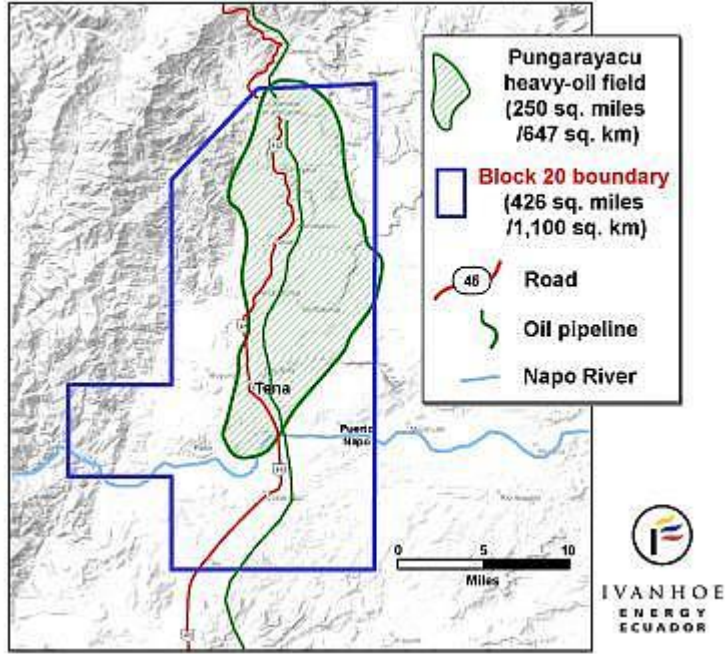 Pungarayacu
heavy-oil field
(250 sq. miles
/647 sq. km)
Block 20 boundary
(426 sq. miles
/1,100 sq. km)
46
Road
Oil pipeline
Napo River
Tena
Puerto
Napo
0 5 10
Miles
IVANHOE
ENERGY
ECUADOR